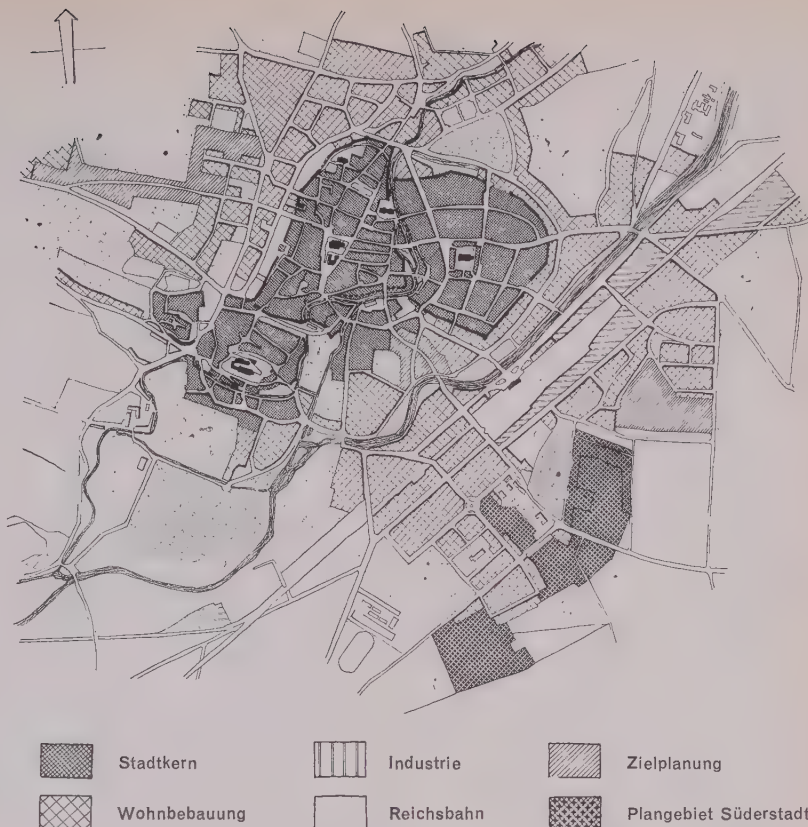 Stadtkern
Industrie
Zielplanung
Wohnbebauung
Reichsbahn
Plangebiet Süderstadt